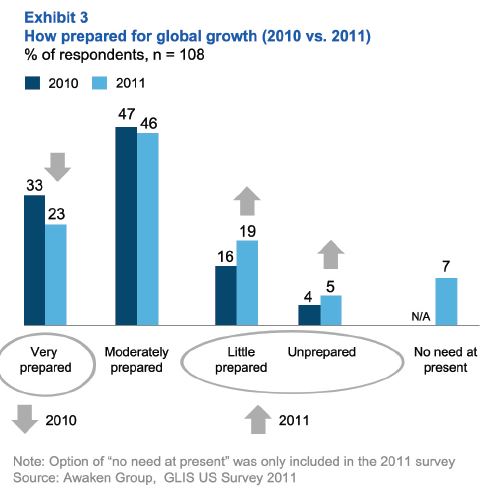 Exhibit 3
How prepared for global growth (2010 vs. 2011)
% of respondents, n = 108
2010 2011
47
46
33
23
16
19
4
5
N/A
7
Very prepared
Moderately prepared
Little prepared
Unprepared
No need at present
2010
2011
Note: Option of "no need at present" was only included in the 2011 survey
Source: Awaken Group, GLIS US Survey 2011